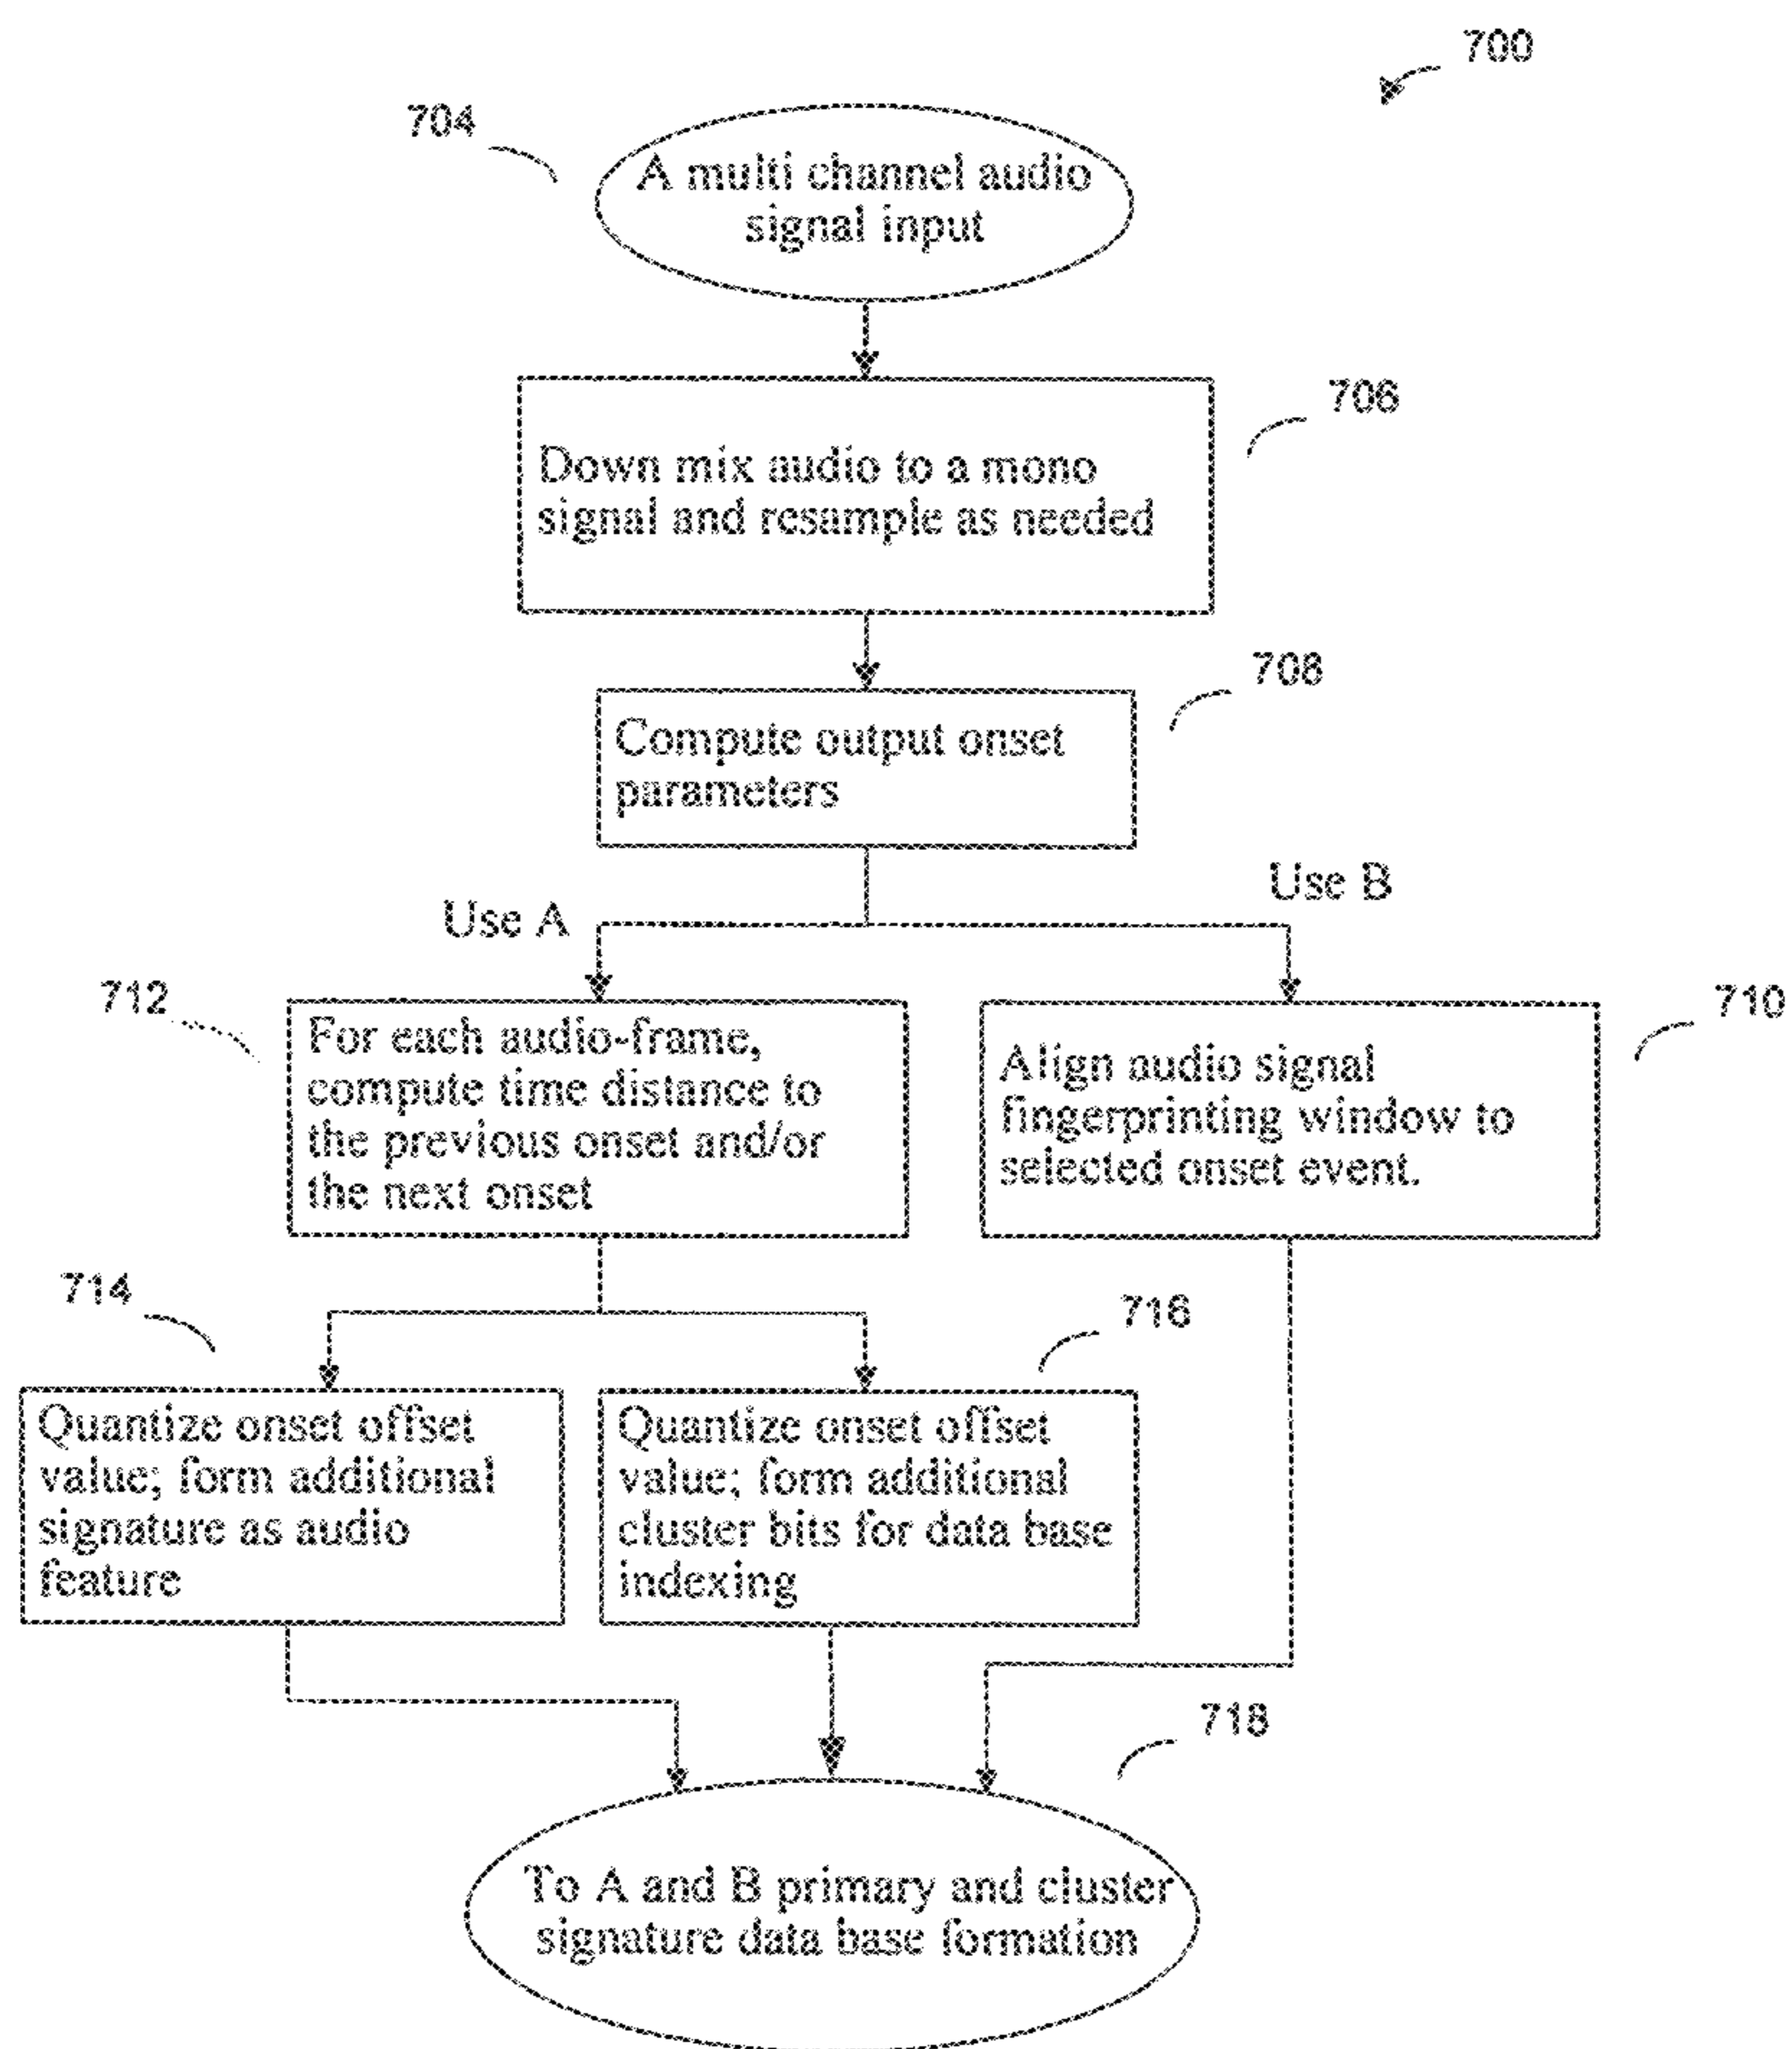 700
704
A multi channel audio
signal input
706
Down mix audio to a mono
signal and resample as needed
708
Compute output onset
parameters
Use A
Use B
712
For each audio-frame,
compute time distance to
the previous onset and/or
the next onset
710
Align audio signal
fingerprinting window to
selected onset event.
714
Quantize onset offset
value; form additional
signature as audio
feature
716
Quantize onset offset
value; form additional
cluster bits for data base
indexing
718
To A and B primary and cluster
signature data base formation